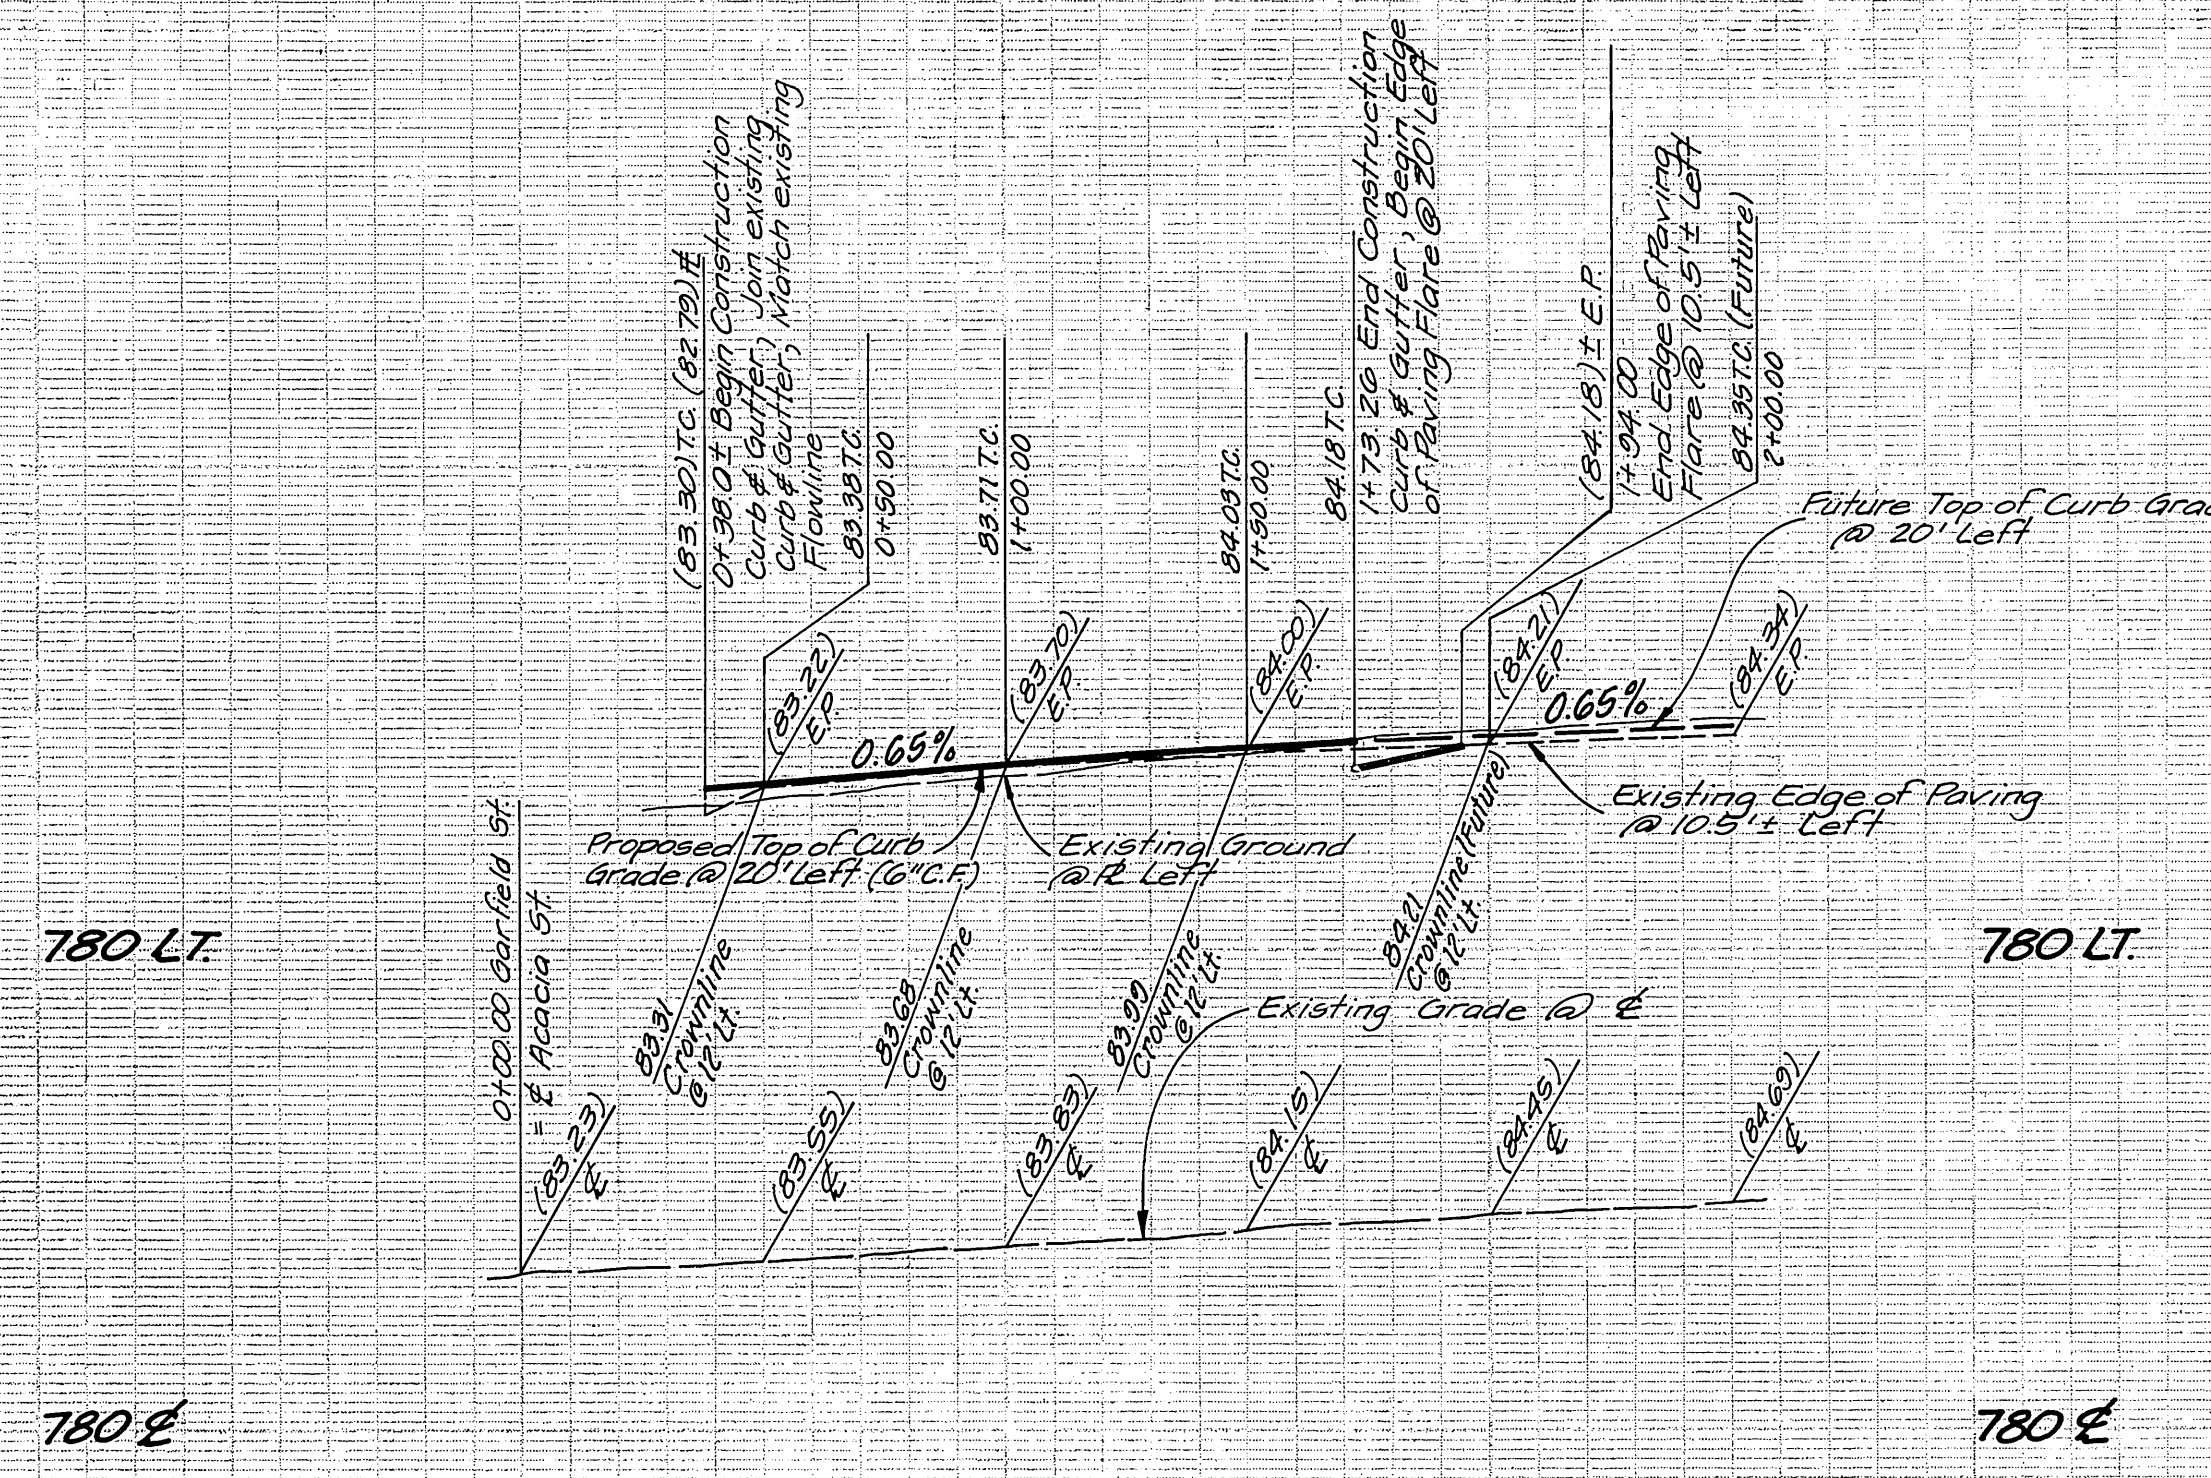 (83.30) T.C. (82.79) FL
0+38.0± Begin Construction
Curb & Gutter, Join existing
Curb & Gutter, Match existing
Flowline
83.38 T.C.
0+50.00
83.71 T.C.
1+00.00
84.03 T.C.
1+50.00
84.18 T.C.
1+73.26 End Construction
Curb & Gutter, Begin Edge
of Paving Flare @ 20' Left
(84.18)± E.P.
1+94.00
End Edge of Paving
Flare @ 10.5'± Left
84.35 T.C. (Future)
2+00.00
Future Top of Curb Grad
@ 20' Left
(83.22)
E.P.
(83.70)
E.P.
(84.00)
E.P.
(84.21)
E.P.
(84.34)
E.P.
0.65%
0.65%
Proposed Top of Curb
Grade @ 20' Left (6" C.F.)
Existing Ground
@ PL Left
Existing Edge of Paving
@ 10.5'± Left
0+00.00 Garfield St.
= ℄ Acacia St.
780 LT.
780 LT.
83.31
Crownline
@ 12' Lt.
83.68
Crownline
@ 12' Lt.
83.99
Crownline
@ 12' Lt.
84.21
Crownline (Future)
@ 12' Lt.
Existing Grade @ ℄
(83.23)
℄
(83.55)
℄
(83.83)
℄
(84.15)
℄
(84.45)
℄
(84.69)
℄
780 ℄
780 ℄